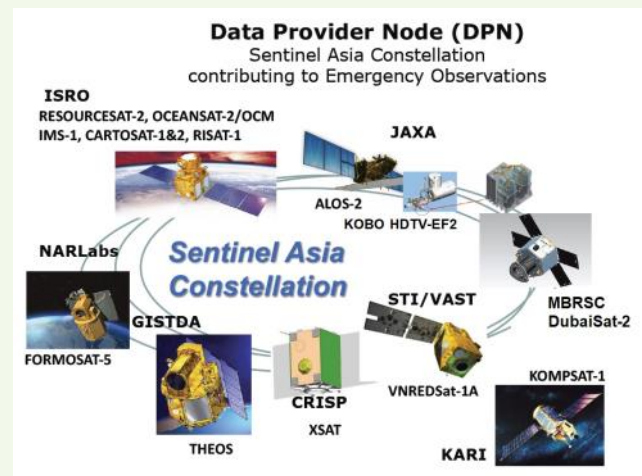 Data Provider Node (DPN)
Sentinel Asia Constellation
contributing to Emergency Observations
ISRO
RESOURCESAT-2, OCEANSAT-2/OCM
IMS-1, CARTOSAT-1&2, RISAT-1
JAXA
ALOS-2
KOBO HDTV-EF2
NARLabs
Sentinel Asia
Constellation
STI/VAST
MBRSC
DubaiSat-2
GISTDA
FORMOSAT-5
VNREDSat-1A
KOMPSAT-1
CRISP
XSAT
THEOS
KARI